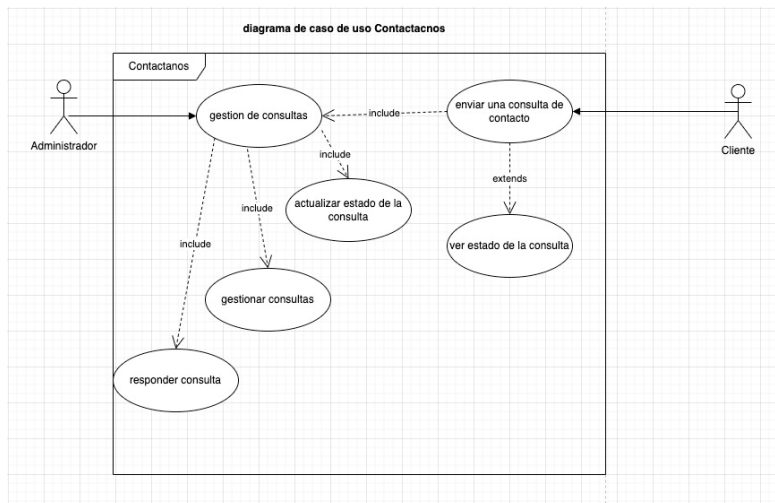 diagrama de caso de uso Contactacnos
Contactanos
Administrador
gestion de consultas
include
enviar una consulta de
contacto
Cliente
include
extends
actualizar estado de la
consulta
include
include
ver estado de la consulta
gestionar consultas
responder consulta